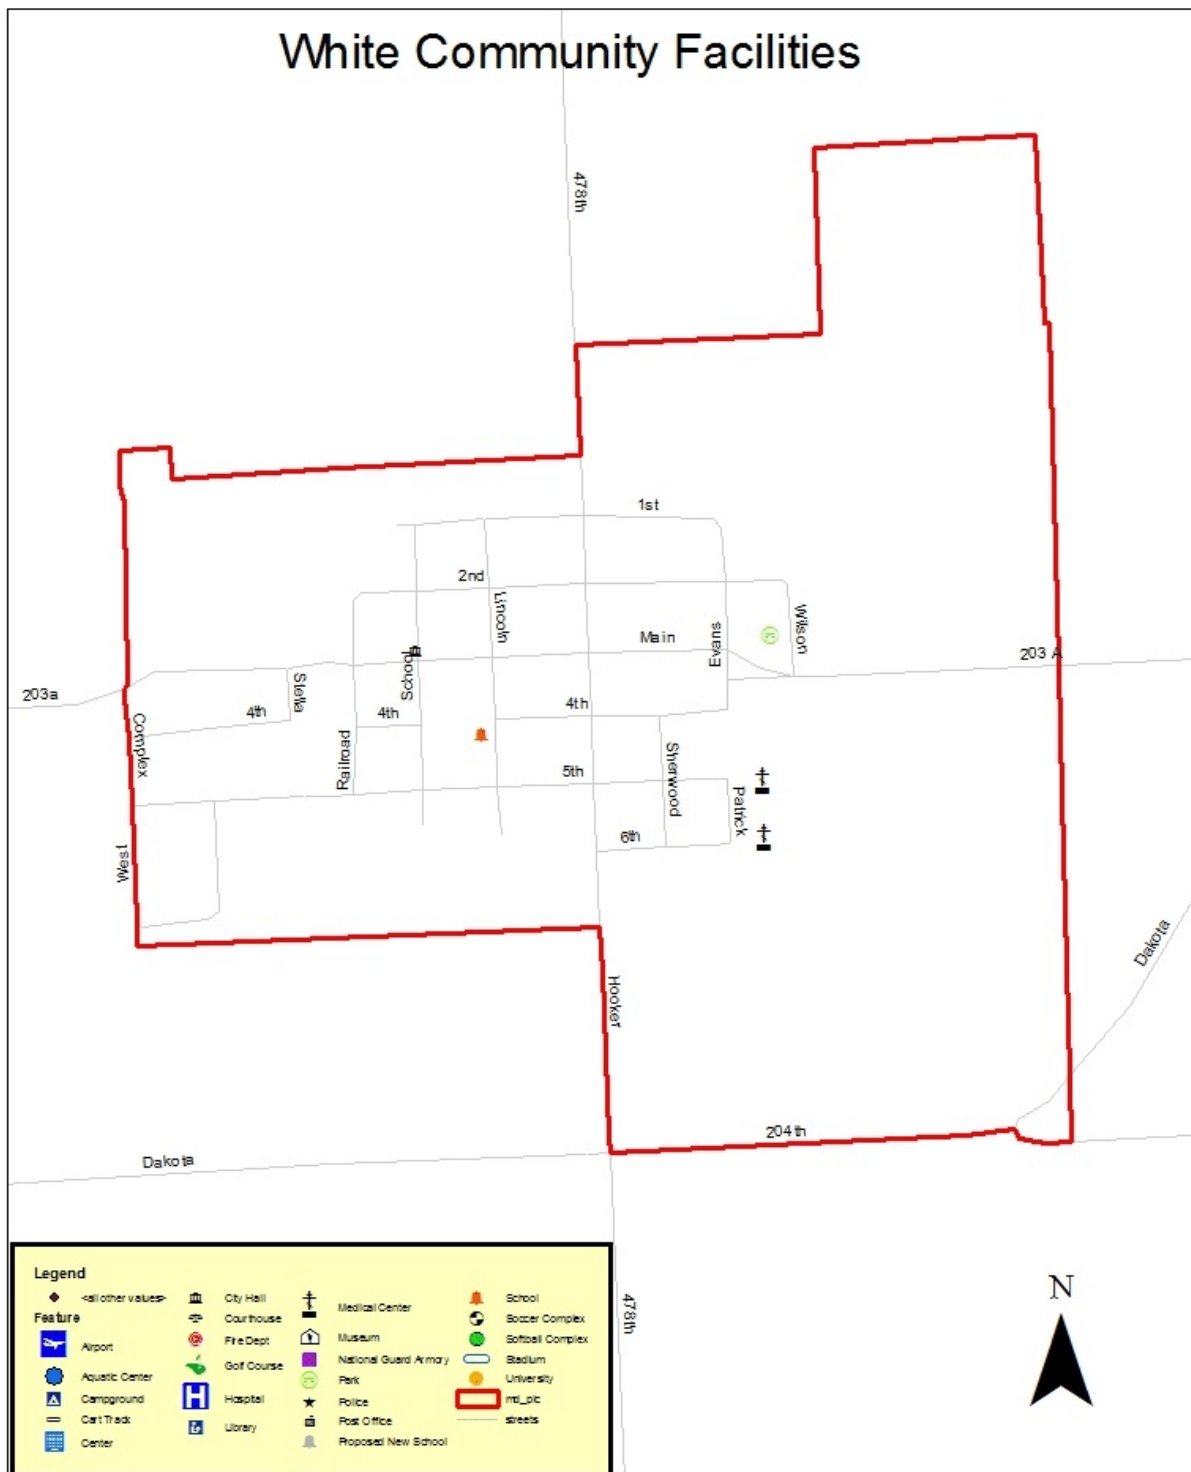 White Community Facilities
478th
1st
2nd
Lincoln
Wilson
Main
Evans
School
203 A
203a
Stella
4th
4th
4th
Complex
Railroad
5th
Sherwood
Patrick
6th
West
Dakota
Hooker
204th
Dakota
478th
Legend
<all other values>
Feature
Airport
Aquatic Center
Campground
Cart Track
Center
City Hall
Courthouse
Fire Dept
Golf Course
Hospital
Library
Medical Center
Museum
National Guard Armory
Park
Police
Post Office
Proposed New School
School
Soccer Complex
Softball Complex
Stadium
University
streets
N